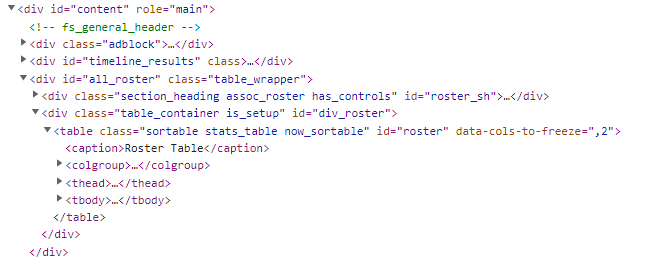 <div id="content" role="main">
<!-- fs_general_header -->
<div class="adblock">…</div>
<div id="timeline_results" class>…</div>
<div id="all_roster" class="table_wrapper">
<div class="section_heading assoc_roster has_controls" id="roster_sh">…</div>
<div class="table_container is_setup" id="div_roster">
<table class="sortable stats_table now_sortable" id="roster" data-cols-to-freeze=",2">
<caption>Roster Table</caption>
<colgroup>…</colgroup>
<thead>…</thead>
<tbody>…</tbody>
</table>
</div>
</div>